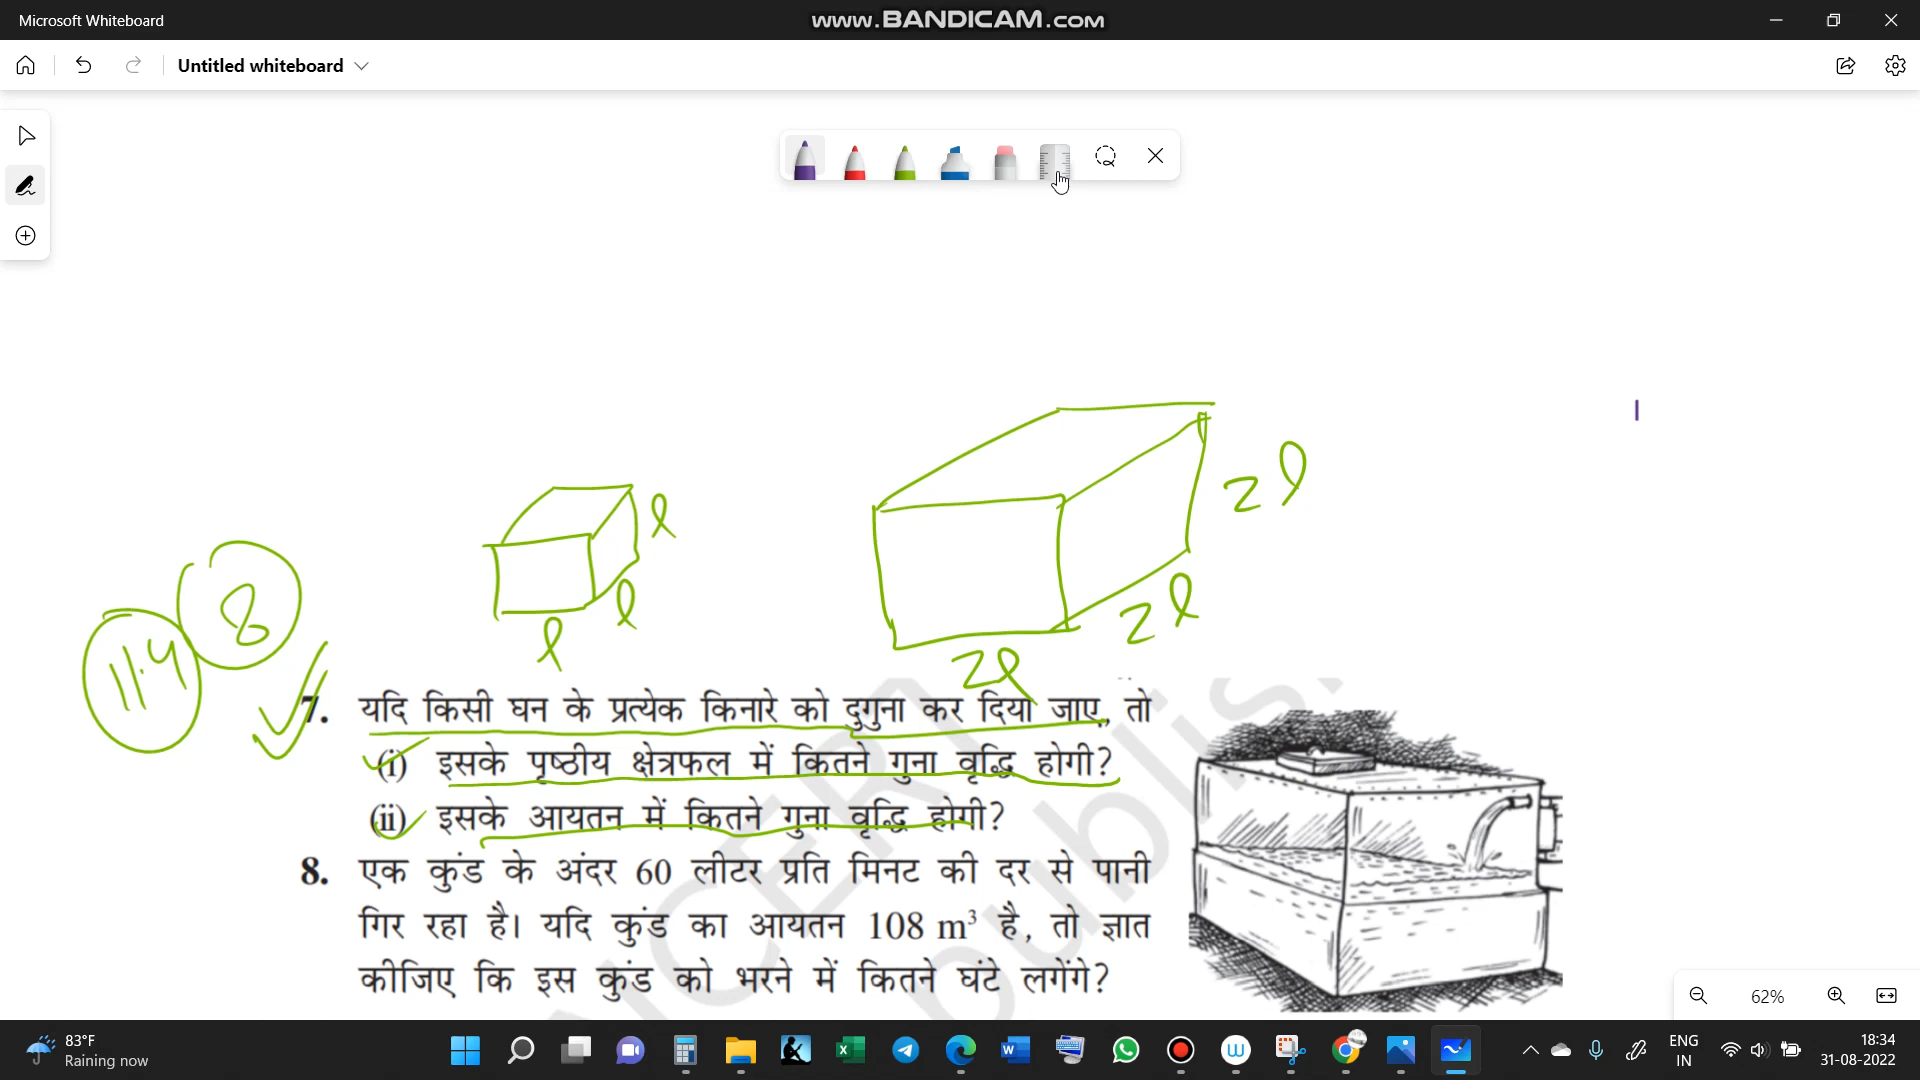 Microsoft Whiteboard
www.BANDICAM.com
Untitled whiteboard
l
l
l
2l
2l
2l
8
11.4
7. यदि किसी घन के प्रत्येक किनारे को दुगुना कर दिया जाए, तो
(i) इसके पृष्ठीय क्षेत्रफल में कितने गुना वृद्धि होगी?
(ii) इसके आयतन में कितने गुना वृद्धि होगी?
8. एक कुंड के अंदर 60 लीटर प्रति मिनट की दर से पानी
गिर रहा है। यदि कुंड का आयतन 108 m³ है, तो ज्ञात
कीजिए कि इस कुंड को भरने में कितने घंटे लगेंगे?
62%
83°F
Raining now
ENG
IN
18:34
31-08-2022